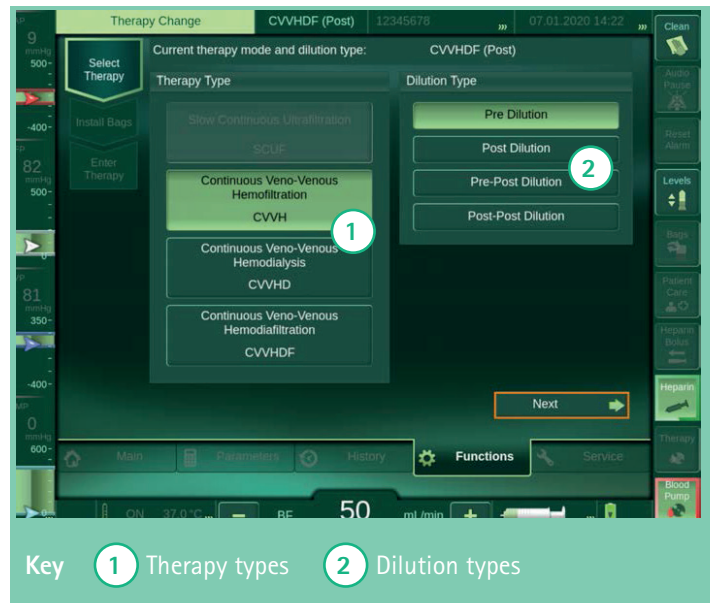 Therapy Change
CVVHDF (Post)
12345678
07.01.2020 14:22
Current therapy mode and dilution type:
CVVHDF (Post)
Select
Therapy
Install Bags
Enter
Therapy
Therapy Type
Slow Continuous Ultrafiltration
SCUF
Continuous Veno-Venous
Hemofiltration
CVVH
1
Continuous Veno-Venous
Hemodialysis
CVVHD
Continuous Veno-Venous
Hemodiafiltration
CVVHDF
Dilution Type
Pre Dilution
Post Dilution
Pre-Post Dilution
2
Post-Post Dilution
Next
9
mmHg
500-
-400-
82
mmHg
500-
0
81
mmHg
350-
-400-
0
mmHg
600-
Clean
Audio
Pause
Reset
Alarm
Levels
Bags
Patient
Care
Heparin
Bolus
Heparin
Therapy
Blood
Pump
Main
Parameters
History
Functions
Service
ON
37.0 °C
BF
50
mL/min
Key
1 Therapy types
2 Dilution types